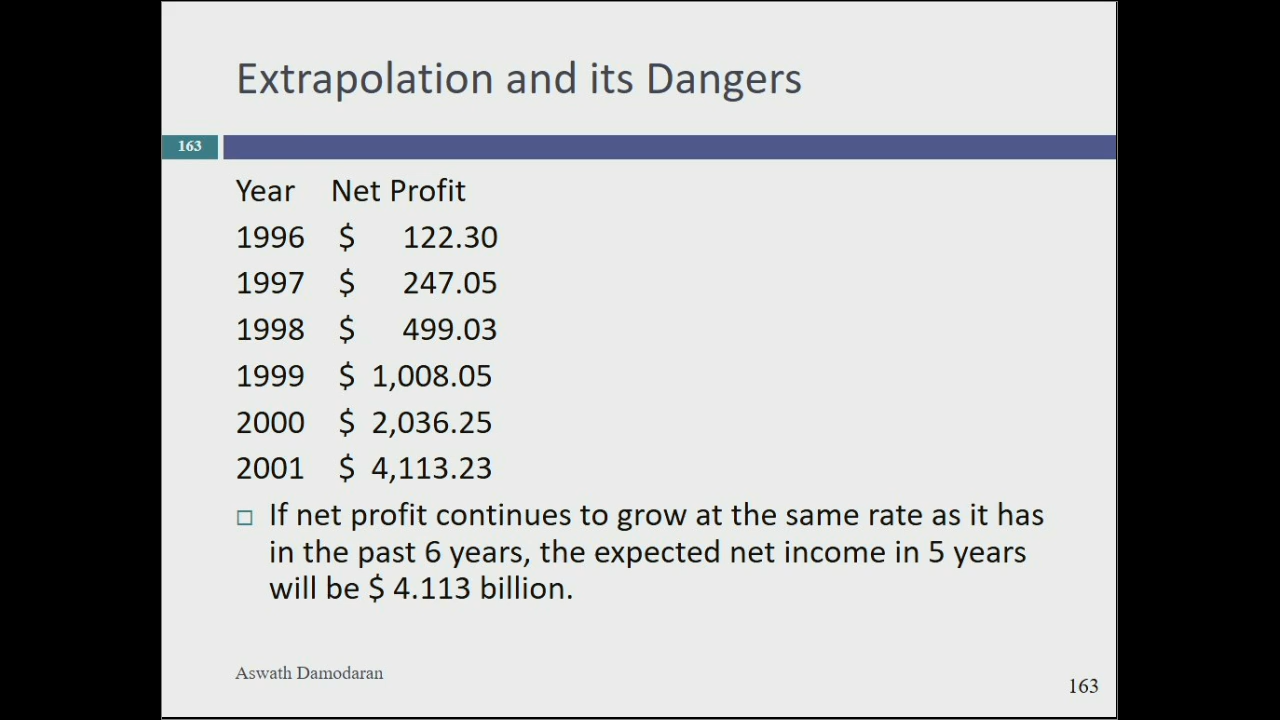 Extrapolation and its Dangers
163
Year Net Profit
1996 $ 122.30
1997 $ 247.05
1998 $ 499.03
1999 $ 1,008.05
2000 $ 2,036.25
2001 $ 4,113.23
If net profit continues to grow at the same rate as it has
in the past 6 years, the expected net income in 5 years
will be $ 4.113 billion.
Aswath Damodaran
163